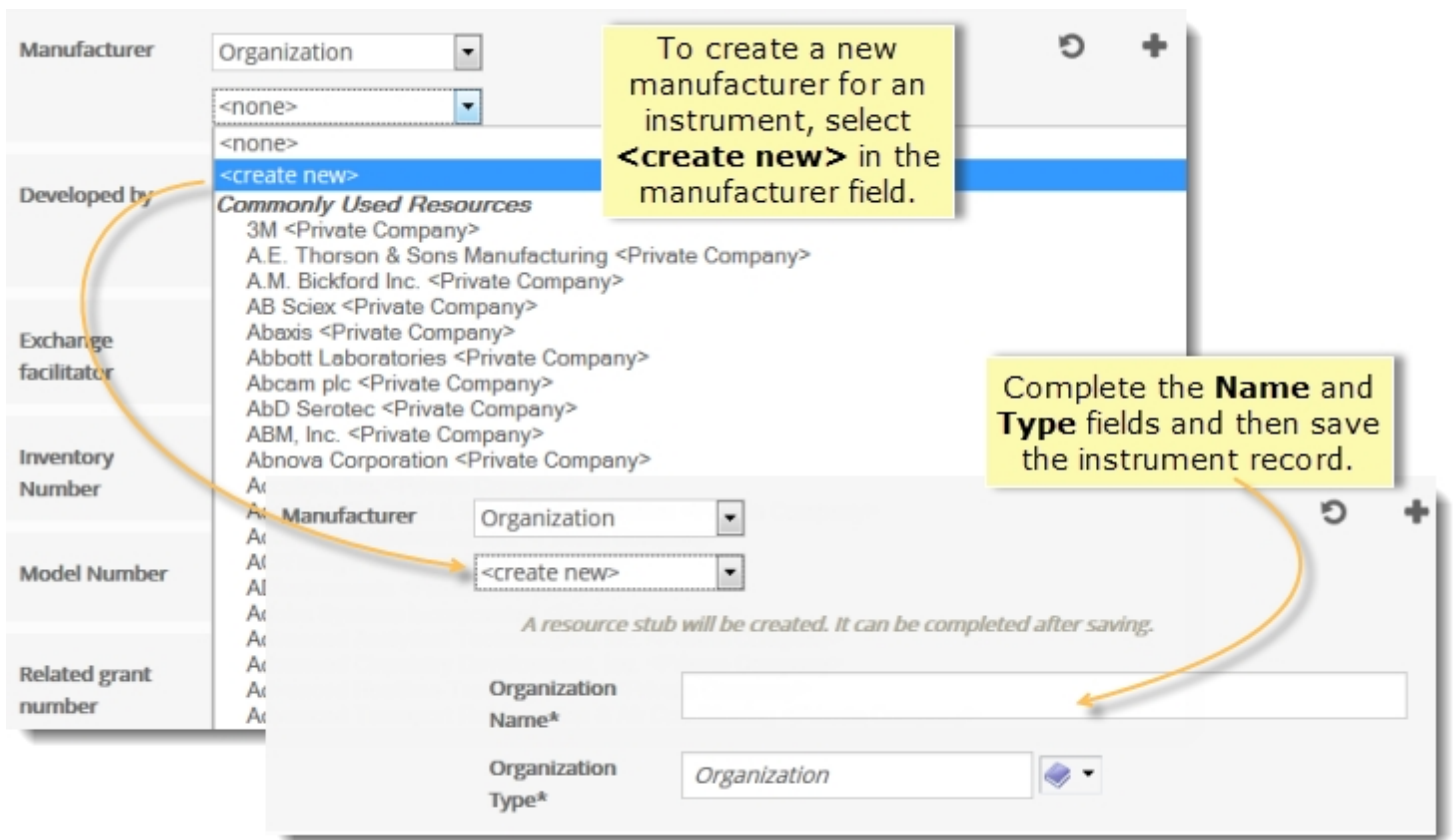 Manufacturer
Organization
<none>
<none>
<create new>
Commonly Used Resources
3M <Private Company>
A.E. Thorson & Sons Manufacturing <Private Company>
A.M. Bickford Inc. <Private Company>
AB Sciex <Private Company>
Abaxis <Private Company>
Abbott Laboratories <Private Company>
Abcam plc <Private Company>
AbD Serotec <Private Company>
ABM, Inc. <Private Company>
Abnova Corporation <Private Company>
Developed by
Exchange
facilitator
Inventory
Number
Model Number
Related grant
number
To create a new
manufacturer for an
instrument, select
<create new> in the
manufacturer field.
Complete the Name and
Type fields and then save
the instrument record.
Manufacturer
Organization
<create new>
A resource stub will be created. It can be completed after saving.
Organization
Name*
Organization
Type*
Organization